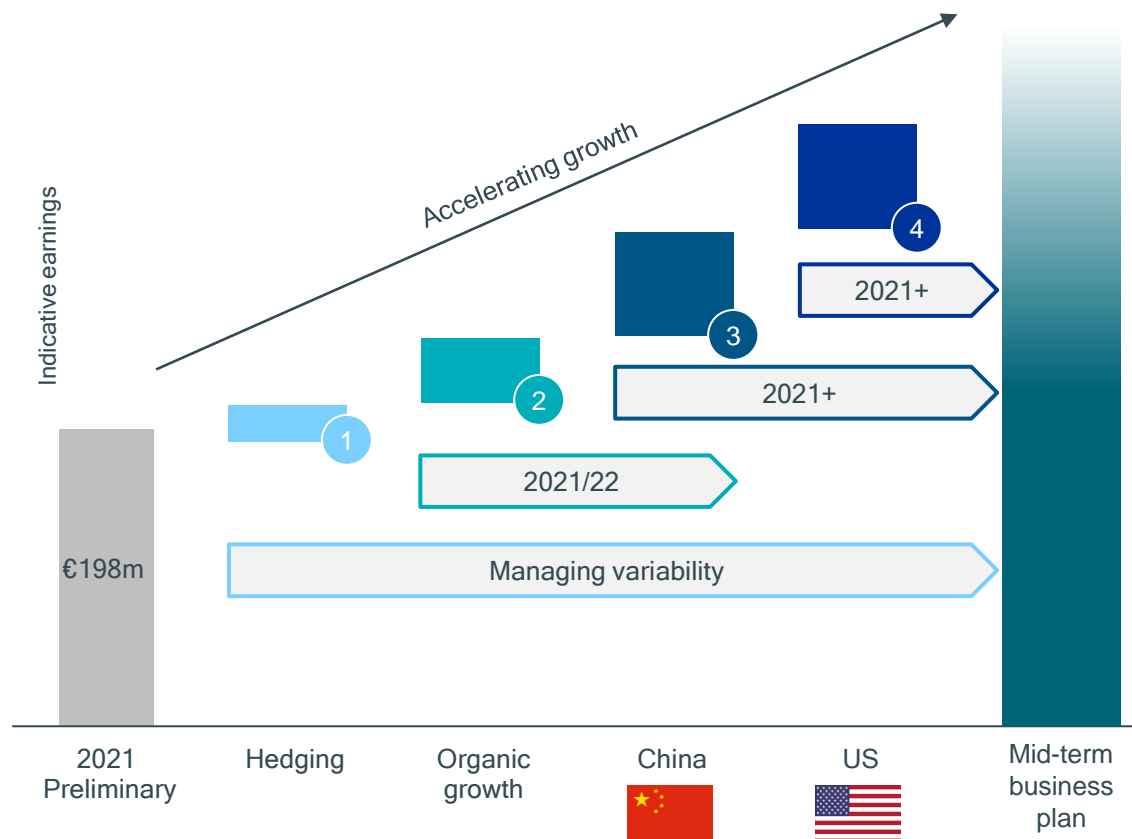 Indicative earnings
Accelerating growth
4
2021+
3
2021+
2
1
2021/22
€198m
Managing variability
2021
Preliminary
Hedging
Organic
growth
China
US
Mid-term
business
plan